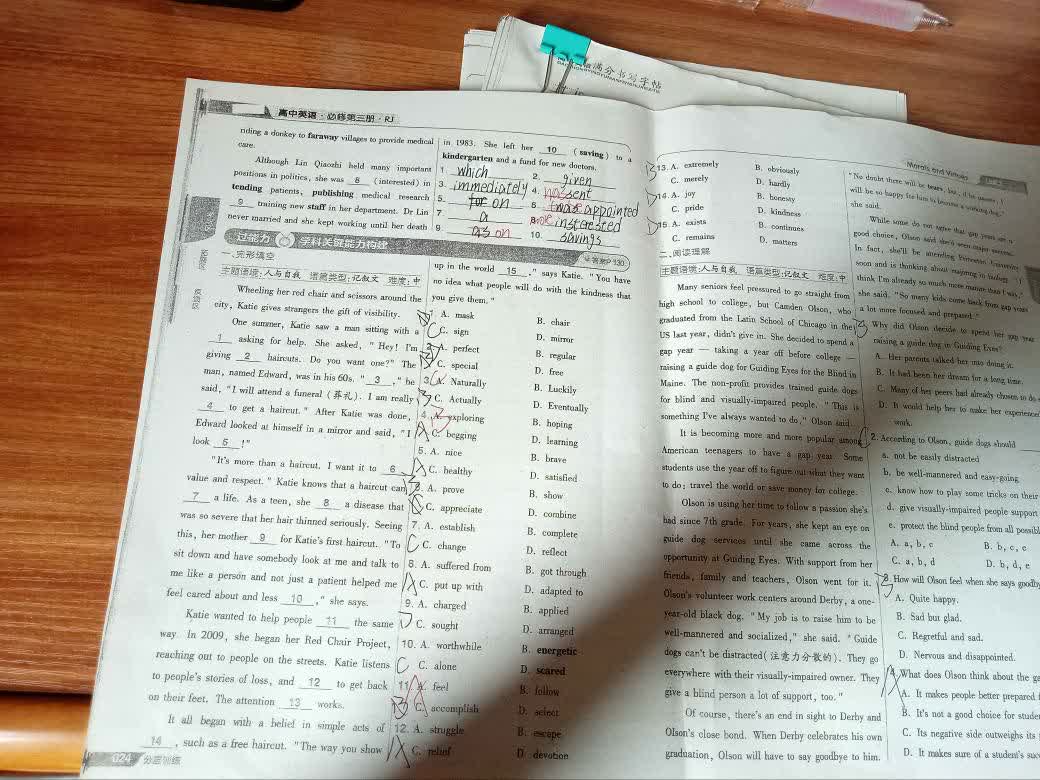 高中英语·必修第三册·RJ
riding a donkey to faraway villages to provide medical
care.
Although Lin Qiaozhi held many important
positions in life, she was 8 (interested) in
tending patients, publishing medical research
9 training new staff in her department. Dr Lin
never married and she kept working until her death
in 1983. She left her 10 (saving) to a
kindergarten and a fund for new doctors.
1. which 2. given
3. immediately 4. sent
5. on 6. appointed
7. a 8. interested
9. as on 10. savings
过能力 学科关键能力构建
答案P130
一、完形填空
主题语境:人与自我 语篇类型:记叙文 难度:中
Wheeling her red chair and scissors around the
city, Katie gives strangers the gift of visibility.
One summer, Katie saw a man sitting with a
1 asking for help. She asked, "Hey! I'm
giving 2 haircuts. Do you want one?" The
man, named Edward, was in his 60s. "3," he
said, "I will attend a funeral (葬礼). I am really
4 to get a haircut." After Katie was done,
Edward looked at himself in a mirror and said, "I
look 5!"
"It's more than a haircut. I want it to 6
value and respect." Katie knows that a haircut can
7 a life. As a teen, she 8 a disease that
was so severe that her hair thinned seriously. Seeing
this, her mother 9 for Katie's first haircut. "To
sit down and have somebody look at me and talk to
me like a person and not just a patient helped me
feel cared about and less 10," she says.
Katie wanted to help people 11 the same
way. In 2009, she began her Red Chair Project,
reaching out to people on the streets. Katie listens
to people's stories of loss, and 12 to get back
on their feet. The attention 13 works.
It all began with a belief in simple acts of
14, such as a free haircut. "The way you show
024 分层训练
up in the world 15," says Katie. "You have
no idea what people will do with the kindness that
you give them."
1. A. mask B. chair
C. sign D. mirror
2. A. perfect B. regular
C. special D. free
3. A. Naturally B. Luckily
C. Actually D. Eventually
4. A. exploring B. hoping
C. begging D. learning
5. A. nice B. brave
C. healthy D. satisfied
6. A. prove B. show
C. appreciate D. combine
7. A. establish B. complete
C. change D. reflect
8. A. suffered from B. got through
C. put up with D. adapted to
9. A. charged B. applied
C. sought D. arranged
10. A. worthwhile B. energetic
C. alone D. scared
11. A. feel B. follow
C. accomplish D. select
12. A. struggle B. escape
C. relief D. devotion
13. A. extremely B. obviously
C. merely D. hardly
14. A. joy B. honesty
C. pride D. kindness
15. A. exists B. continues
C. remains D. matters
二、阅读理解
主题语境:人与自我 语篇类型:记叙文 难度:中
Many seniors feel pressured to go straight from
high school to college, but Camden Olson, who
graduated from the Latin School of Chicago in the
US last year, didn't give in. She decided to spend a
gap year — taking a year off before college —
raising a guide dog for Guiding Eyes for the Blind in
Maine. The non-profit provides trained guide dogs
for blind and visually-impaired people. "This is
something I've always wanted to do," Olson said.
It is becoming more and more popular among
American teenagers to have a gap year. Some
students use the year off to figure out what they want
to do; travel the world or save money for college.
Olson is using her time to follow a passion she's
had since 7th grade. For years, she kept an eye on
guide dog services until she came across the
opportunity at Guiding Eyes. With support from her
friends, family and teachers, Olson went for it.
Olson's volunteer work centers around Derby, a one-
year-old black dog. "My job is to raise him to be
well-mannered and socialized," she said. "Guide
dogs can't be distracted(注意力分散的). They go
everywhere with their visually-impaired owner. They
give a blind person a lot of support, too."
Of course, there's an end in sight to Derby and
Olson's close bond. When Derby celebrates his own
graduation, Olson will have to say goodbye to him.
Morals and Virtues
"No doubt there will be tears, but
will be so happy for him to become a working dog,"
she said.
While some do not agree that gap years are a
good choice, Olson said she's seen major success.
In fact, she'll be attending Princeton University
soon and is thinking about majoring in biology. "I
think I'm already so much more mature than I was,"
she said. "So many kids come back from gap years
a lot more focused and prepared."
Why did Olson decide to spend her gap year
raising a guide dog in Guiding Eyes?
A. Her parents talked her into doing it.
B. It had been her dream for a long time.
C. Many of her peers had already chosen to do
D. It would help her to make her experience
work.
2. According to Olson, guide dogs should
a. not be easily distracted
b. be well-mannered and easy-going
c. know how to play some tricks on their
d. give visually-impaired people support
e. protect the blind people from all
A. a, b, c B. b, c, e
C. a, b, d D. b, d, e
3. How will Olson feel when she says
A. Quite happy.
B. Sad but glad.
C. Regretful and sad.
D. Nervous and disappointed.
4. What does Olson think about the
A. It makes people better prepared
B. It's not a good choice for
C. Its negative side outweighs its
D. It makes sure of a student's